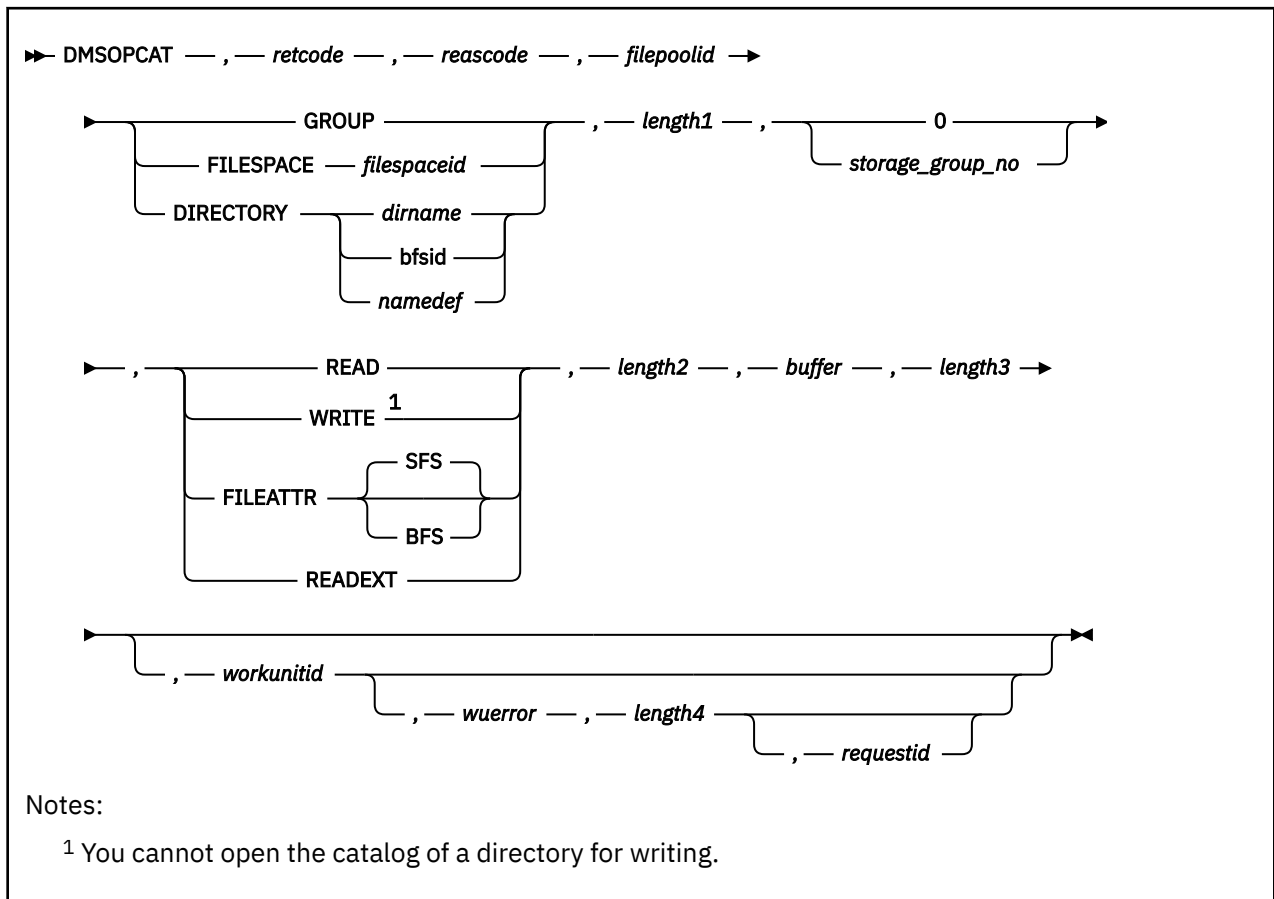 DMSOPCAT , retcode , reascode , filepoolid
GROUP , length1 , 0
FILESPACE filespaceid storage_group_no
DIRECTORY dirname
bfsid
namedef
, READ , length2 , buffer , length3
WRITE 1
SFS
FILEATTR
BFS
READEXT
, workunitid
, wuerror , length4
, requestid
Notes:
1 You cannot open the catalog of a directory for writing.